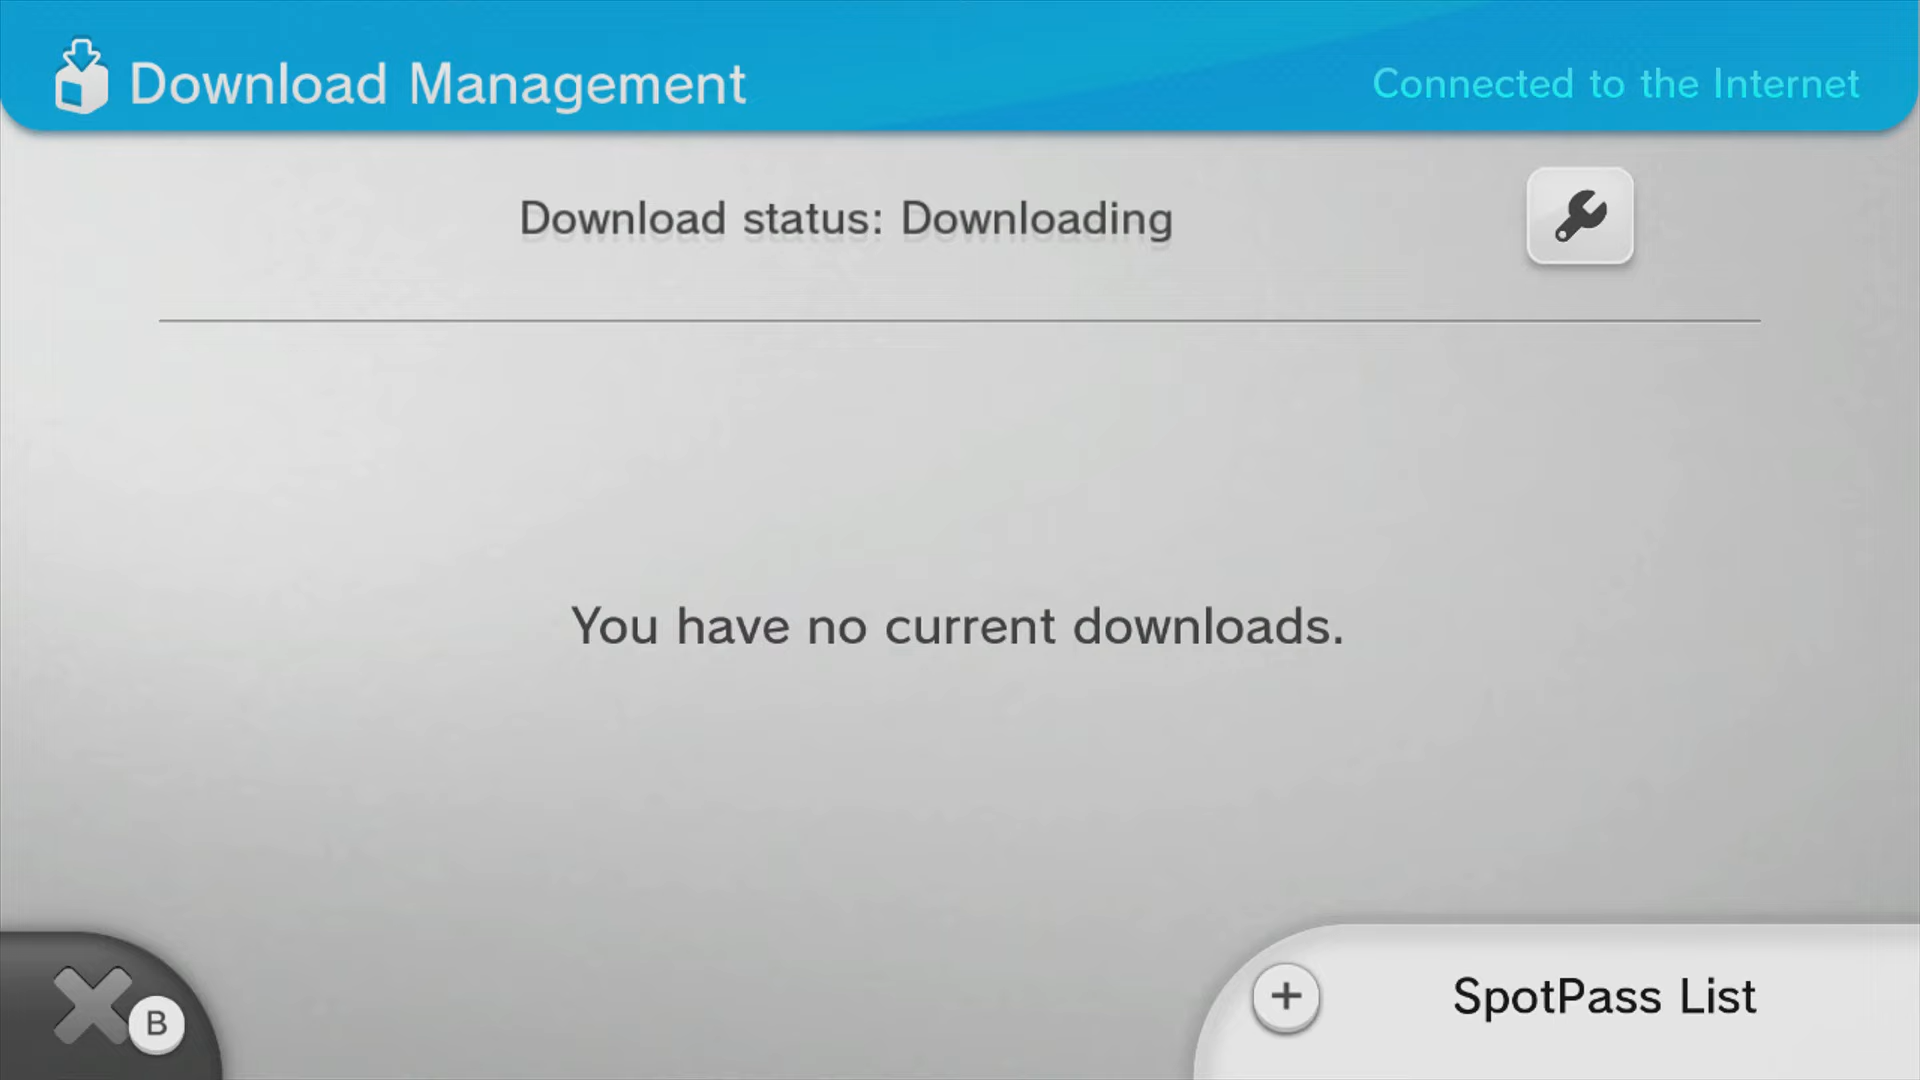 Download Management
Connected to the Internet
Download status: Downloading
You have no current downloads.
B
+
SpotPass List